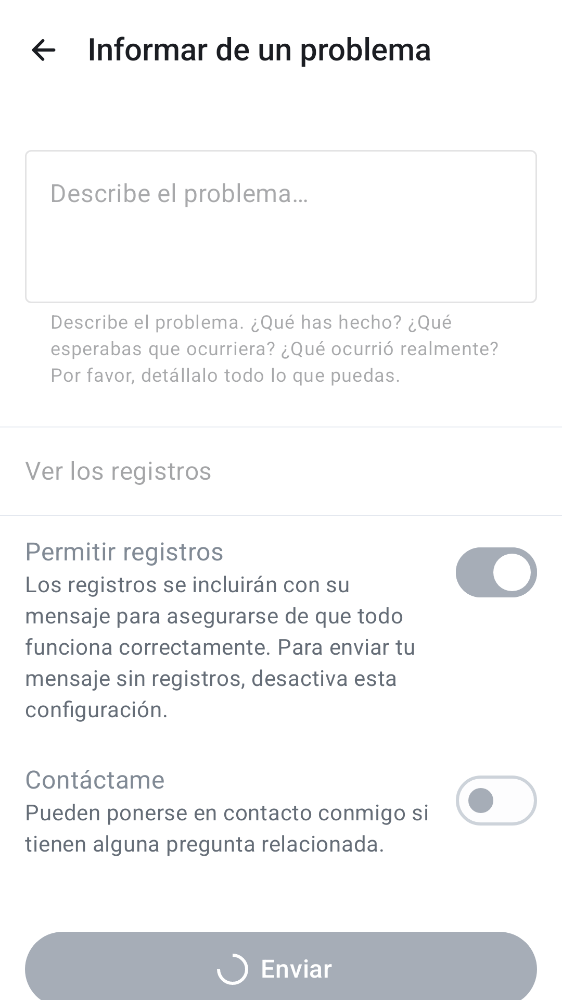 Informar de un problema
Describe el problema…
Describe el problema. ¿Qué has hecho? ¿Qué
esperabas que ocurriera? ¿Qué ocurrió realmente?
Por favor, detállalo todo lo que puedas.
Ver los registros
Permitir registros
Los registros se incluirán con su
mensaje para asegurarse de que todo
funciona correctamente. Para enviar tu
mensaje sin registros, desactiva esta
configuración.
Contáctame
Pueden ponerse en contacto conmigo si
tienen alguna pregunta relacionada.
Enviar